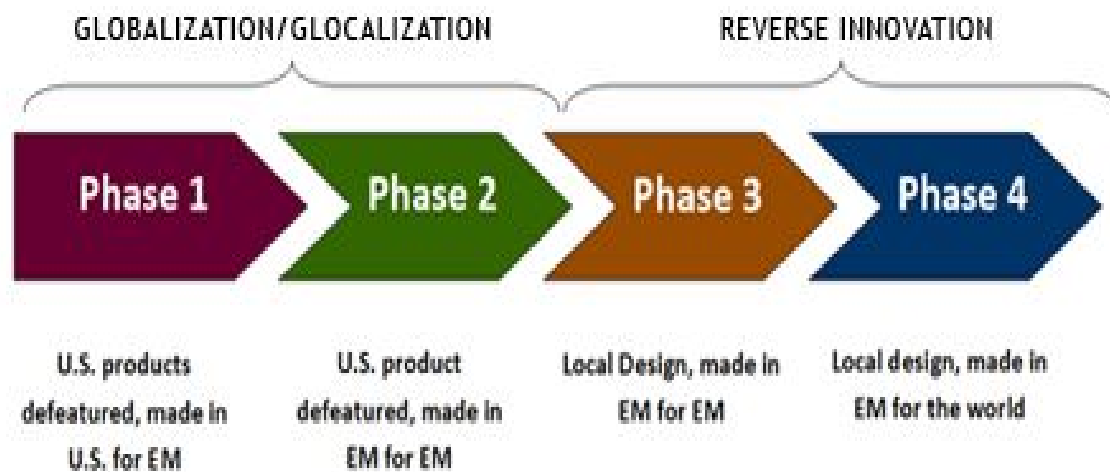 GLOBALIZATION/GLOCALIZATION
REVERSE INNOVATION
Phase 1
Phase 2
Phase 3
Phase 4
U.S. products
defeatured, made in
U.S. for EM
U.S. product
defeatured, made in
EM for EM
Local Design, made in
EM for EM
Local design, made in
EM for the world